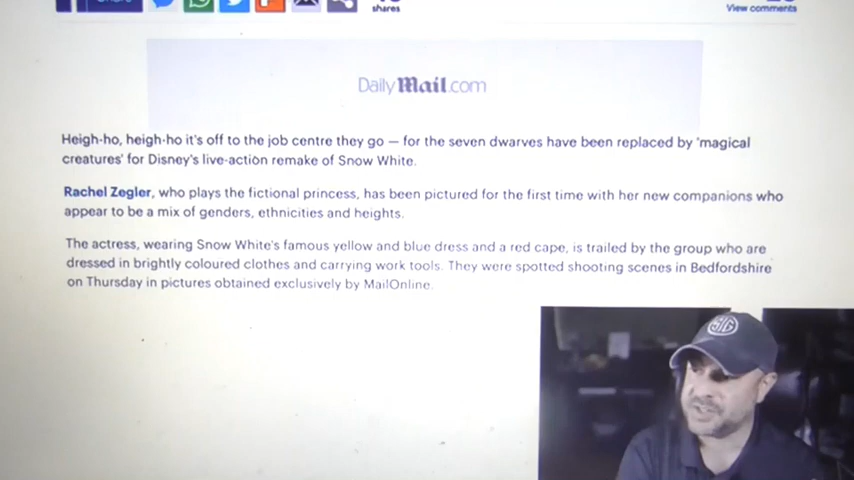 shares
View comments
DailyMail.com
Heigh-ho, heigh-ho it's off to the job centre they go — for the seven dwarves have been replaced by 'magical
creatures' for Disney's live-action remake of Snow White.
Rachel Zegler, who plays the fictional princess, has been pictured for the first time with her new companions who
appear to be a mix of genders, ethnicities and heights.
The actress, wearing Snow White's famous yellow and blue dress and a red cape, is trailed by the group who are
dressed in brightly coloured clothes and carrying work tools. They were spotted shooting scenes in Bedfordshire
on Thursday in pictures obtained exclusively by MailOnline.
SIG